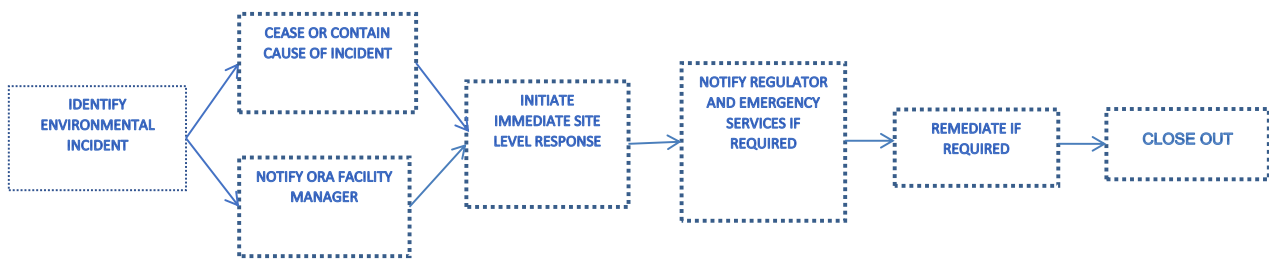 IDENTIFY
ENVIRONMENTAL
INCIDENT
CEASE OR CONTAIN
CAUSE OF INCIDENT
NOTIFY ORA FACILITY
MANAGER
INITIATE
IMMEDIATE SITE
LEVEL RESPONSE
NOTIFY REGULATOR
AND EMERGENCY
SERVICES IF
REQUIRED
REMEDIATE IF
REQUIRED
CLOSE OUT